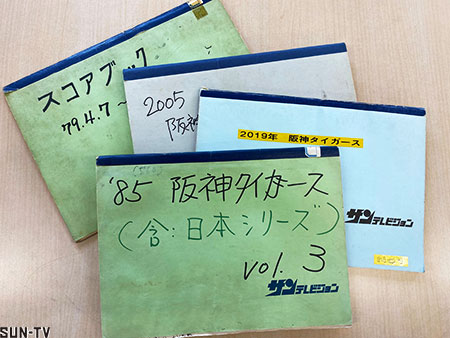 スコアブック
79.4.7～
2005
阪神
2019年 阪神タイガース
サンテレビジョン
'85 阪神タイガース
(含:日本シリーズ)
vol. 3
サンテレビジョン
SUN-TV